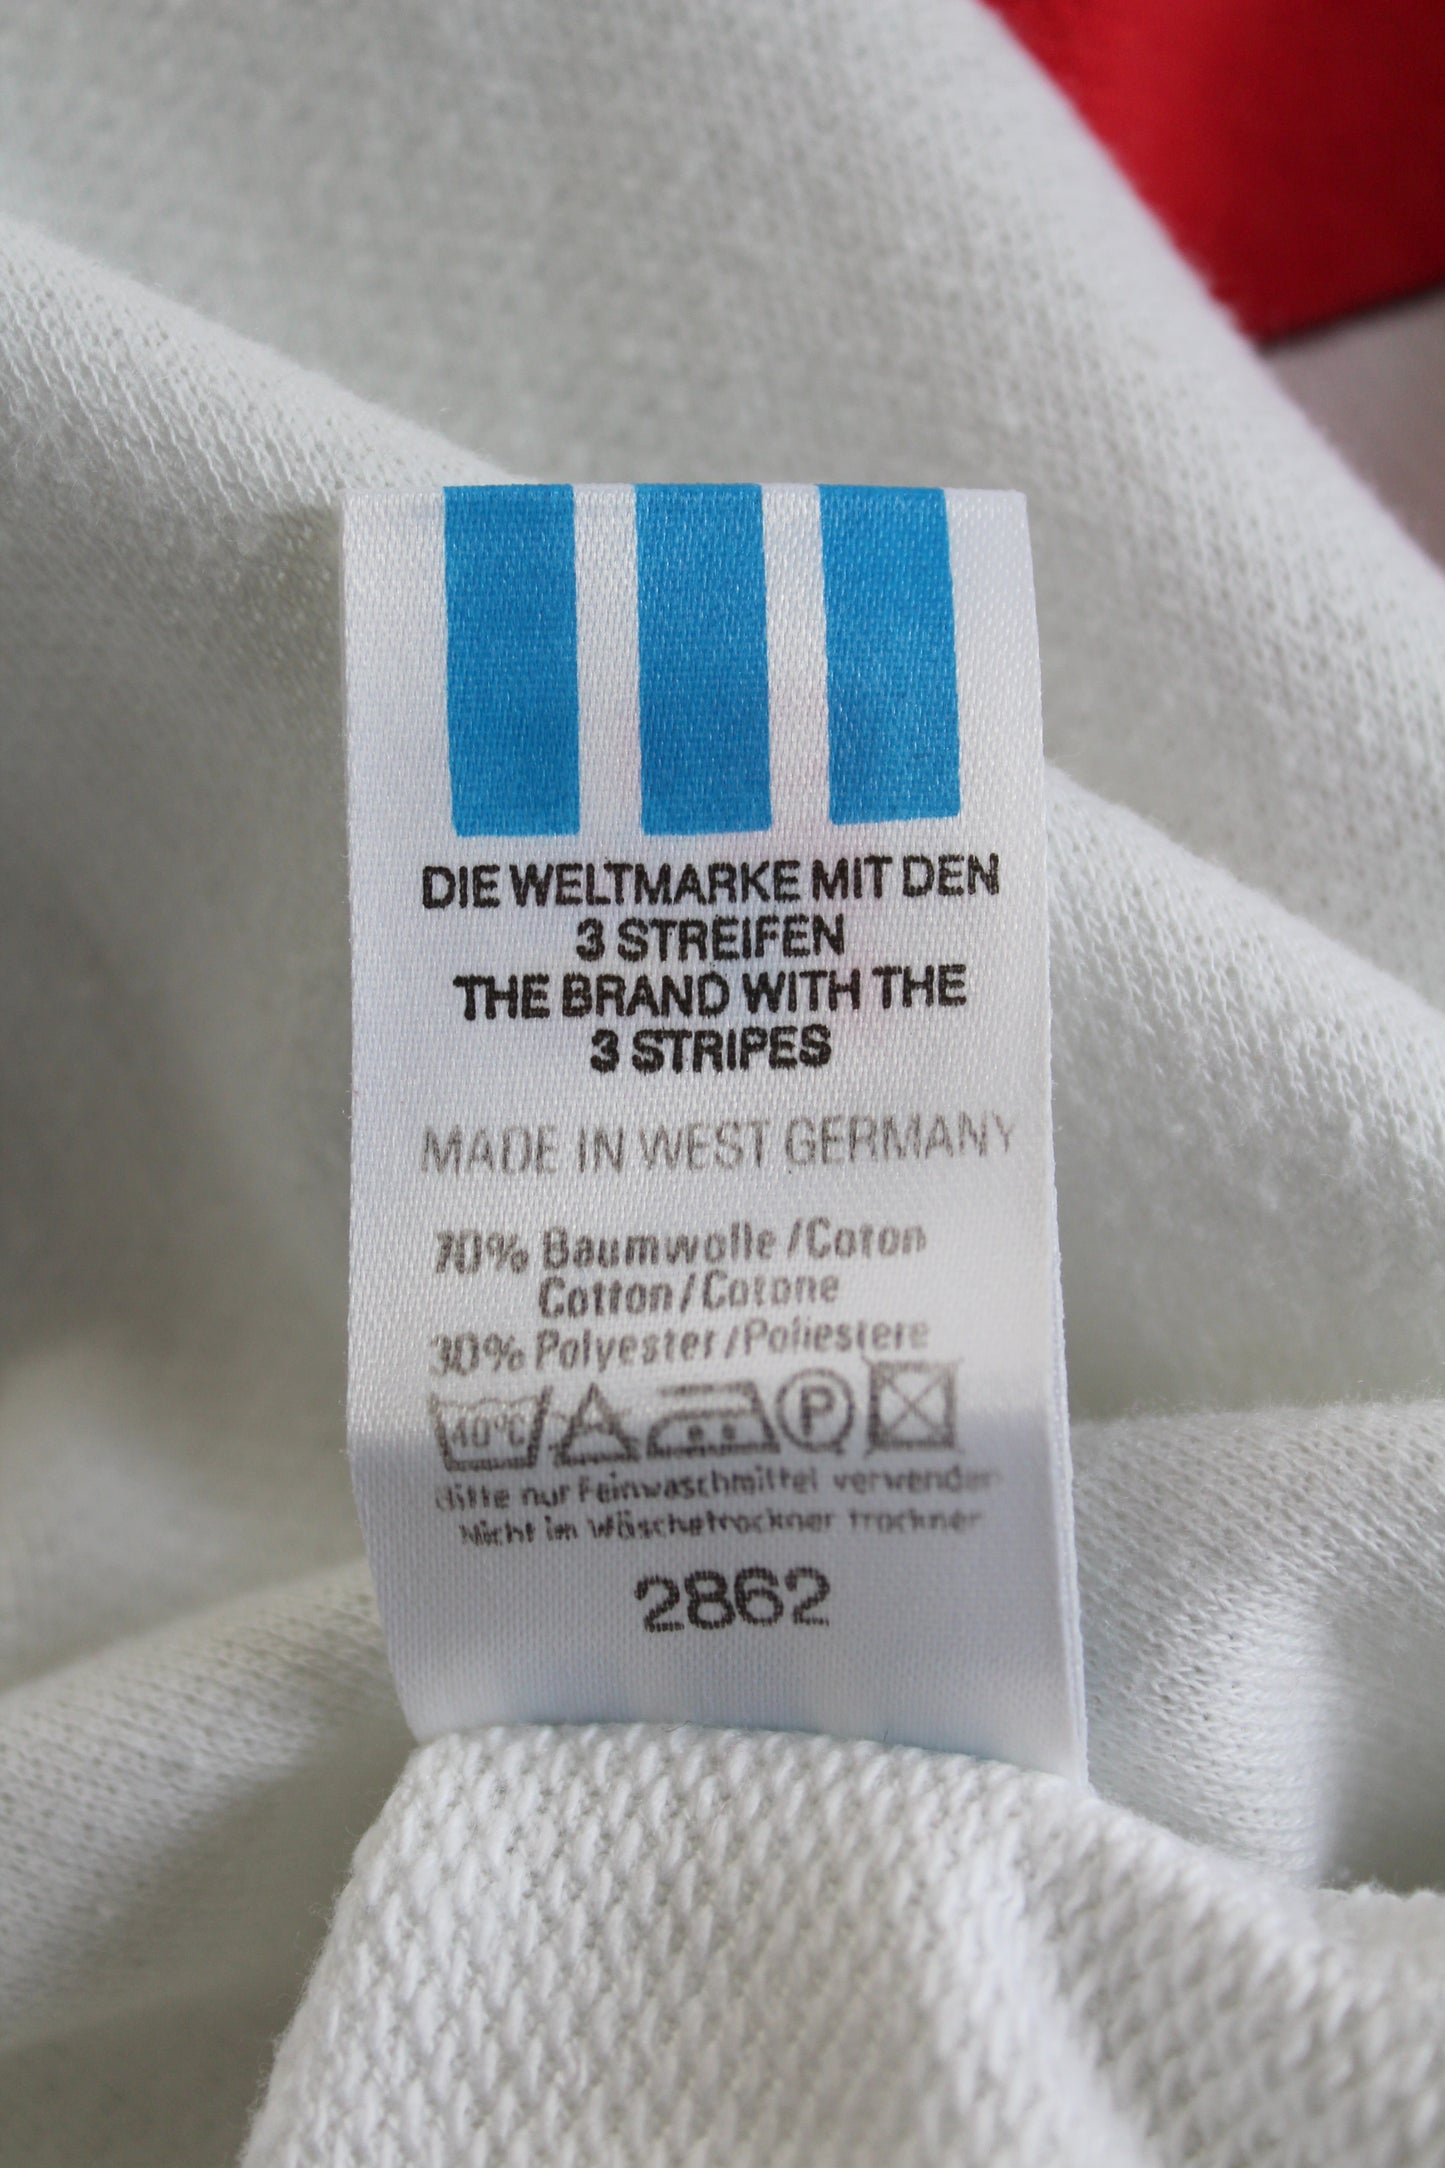 DIE WELTMARKE MIT DEN
3 STREIFEN
THE BRAND WITH THE
3 STRIPES
MADE IN WEST GERMANY
70% Baumwolle/Coton
Cotton/Cotone
30% Polyester/Poliestere
40°C P
Bitte nur Feinwaschmittel verwenden
Nicht im Wäschetrockner trocknen
2862